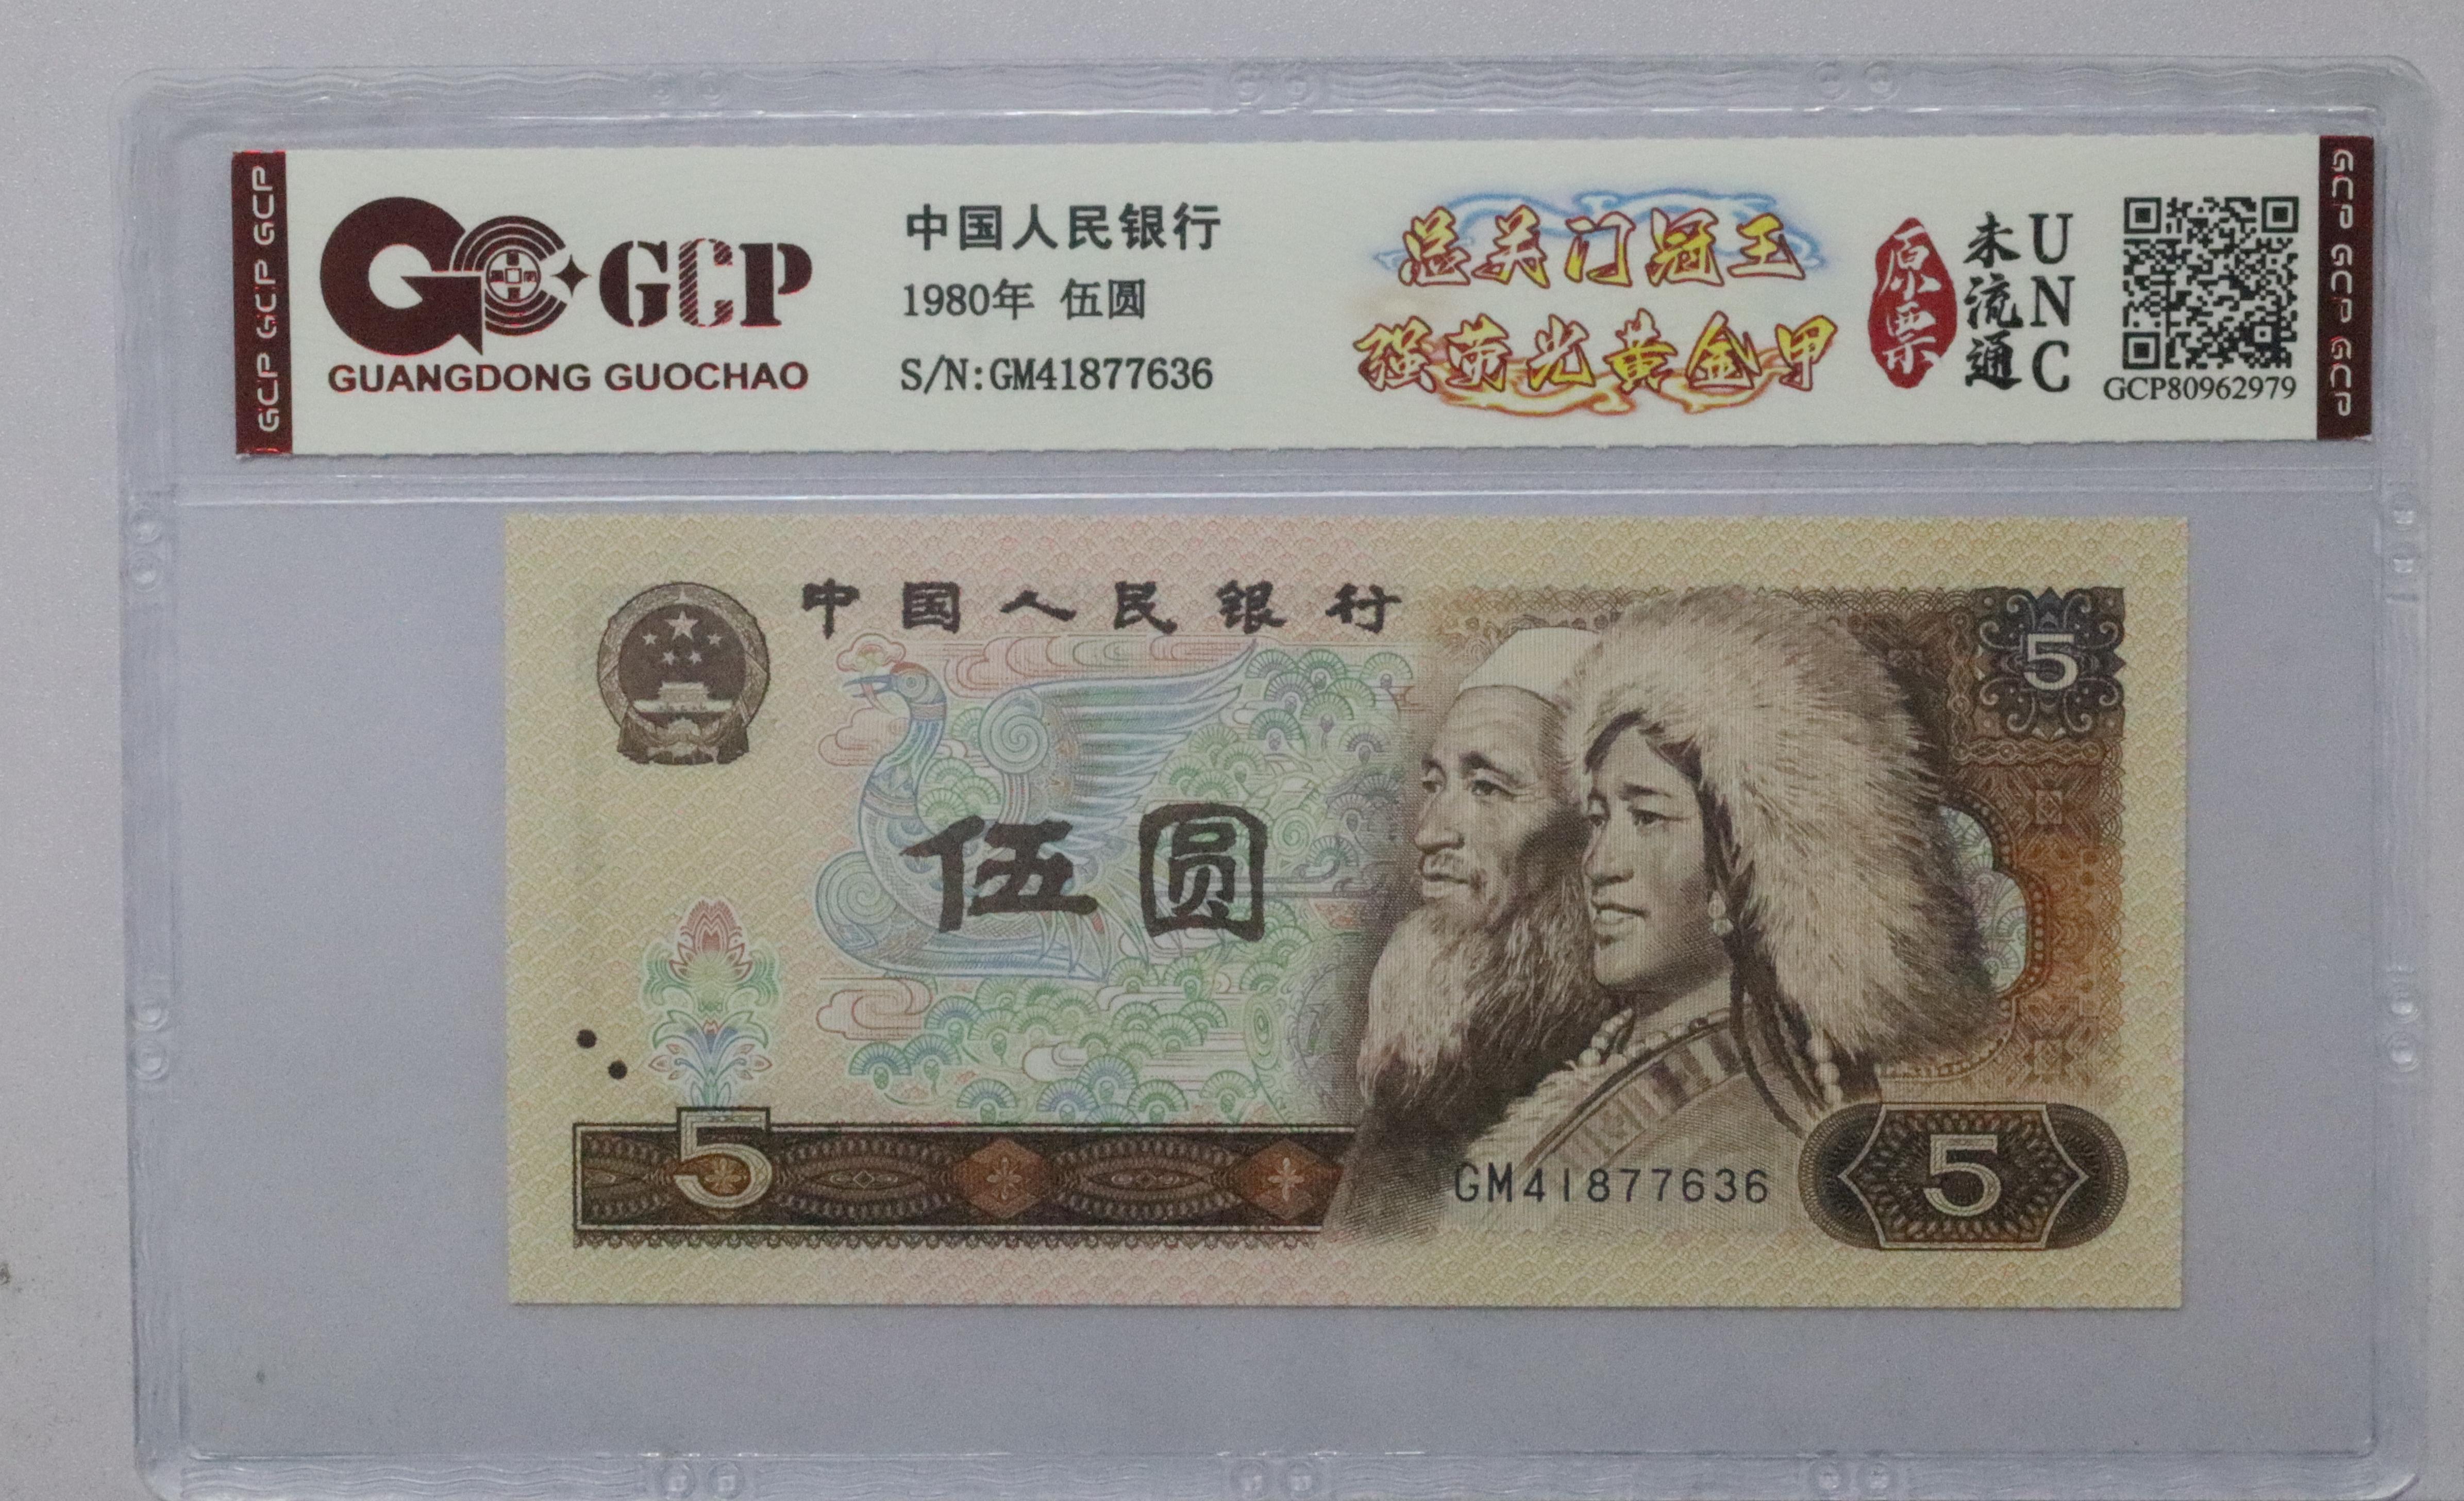 GCP GCP GCP
GCP
GUANGDONG GUOCHAO
中国人民银行
1980年 伍圆
S/N:GM41877636
总关门冠王
强荧光黄金甲
原票
未流通
UNC
GCP80962979
GCP GCP GCP
中国人民银行
5
伍圆
5
GM41877636
5